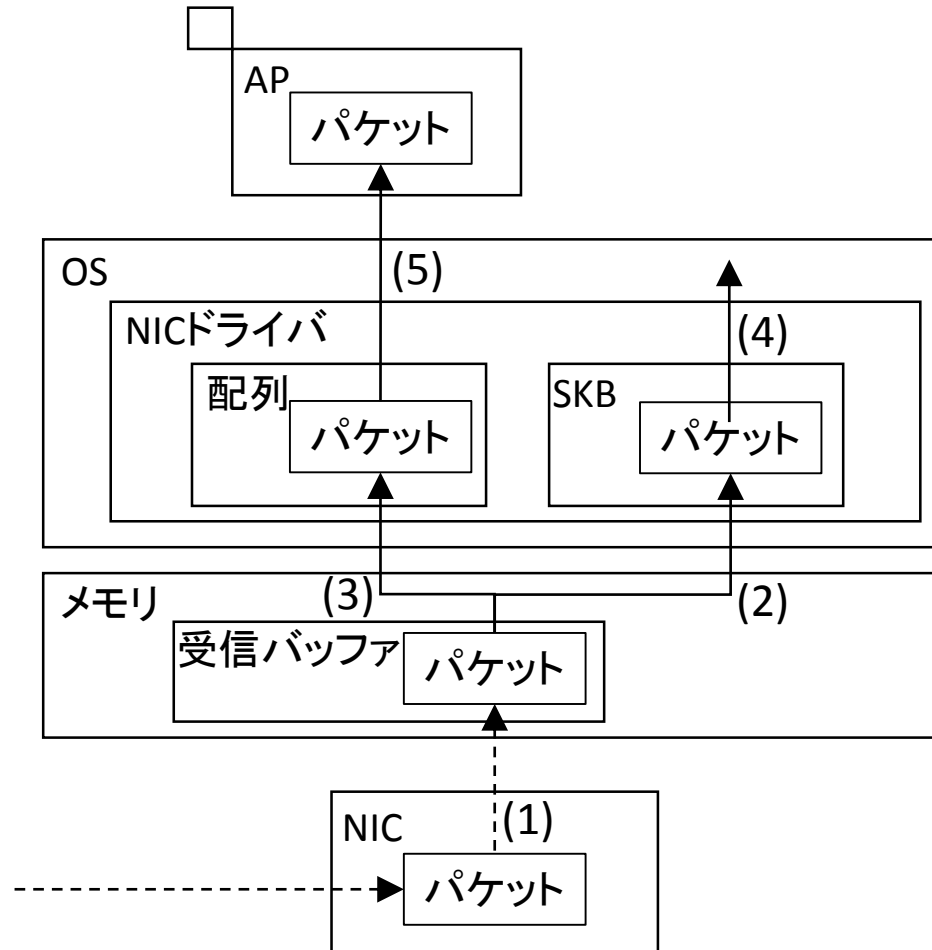 AP
パケット
OS
(5)
NICドライバ
(4)
配列
SKB
パケット
パケット
メモリ
(3)
(2)
受信バッファ
パケット
(1)
NIC
パケット